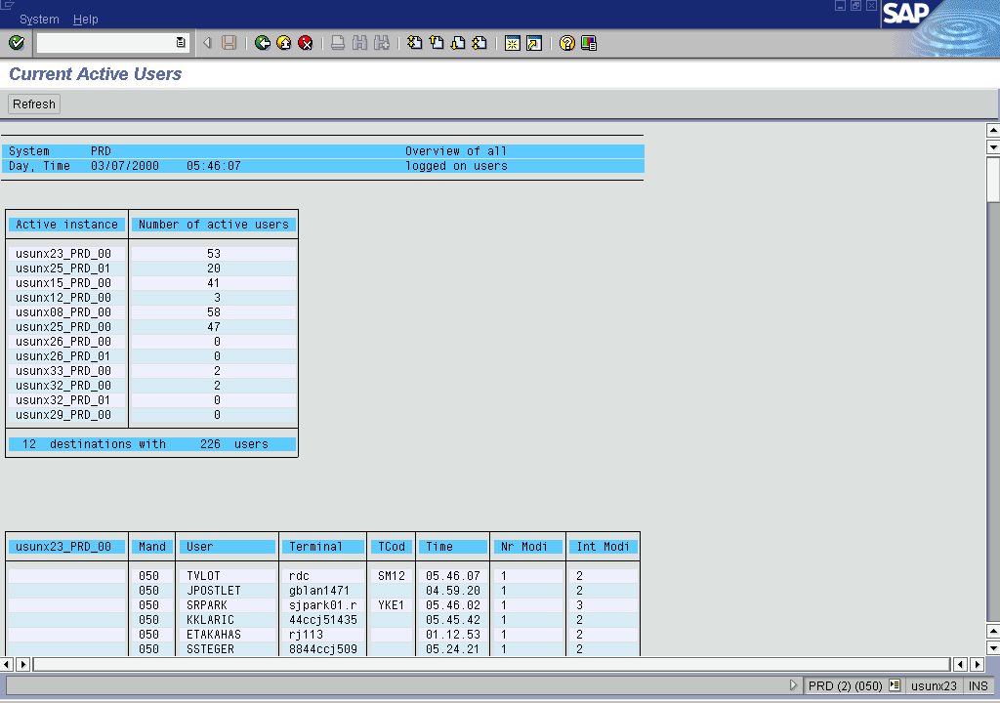 System Help
SAP
Current Active Users
Refresh
System PRD Overview of all
Day, Time 03/07/2000 05:46:07 logged on users
Active instance Number of active users
usunx23_PRD_00 53
usunx25_PRD_01 20
usunx15_PRD_00 41
usunx12_PRD_00 3
usunx08_PRD_00 58
usunx25_PRD_00 47
usunx26_PRD_00 0
usunx26_PRD_01 0
usunx33_PRD_00 2
usunx32_PRD_00 2
usunx32_PRD_01 0
usunx29_PRD_00 0
12 destinations with 226 users
usunx23_PRD_00 Mand User Terminal TCod Time Nr Modi Int Modi
050 TVLOT rdc SM12 05.46.07 1 2
050 JPOSTLET gblan1471 04.59.20 1 2
050 SRPARK sjpark01.r YKE1 05.46.02 1 3
050 KKLARIC 44ccj51435 05.45.42 1 2
050 ETAKAHAS rj113 01.12.53 1 2
050 SSTEGER 8844ccj509 05.24.21 1 2
PRD (2) (050) usunx23 INS